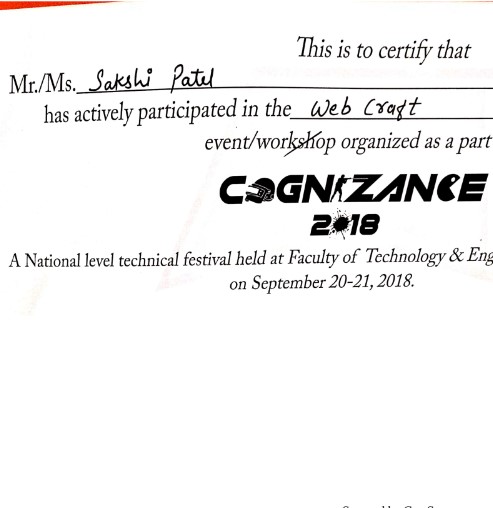 This is to certify that
Mr./Ms. Sakshi Patel
has actively participated in the Web Craft
event/workshop organized as a part
COGNIZANCE
2018
A National level technical festival held at Faculty of Technology & Eng
on September 20-21, 2018.